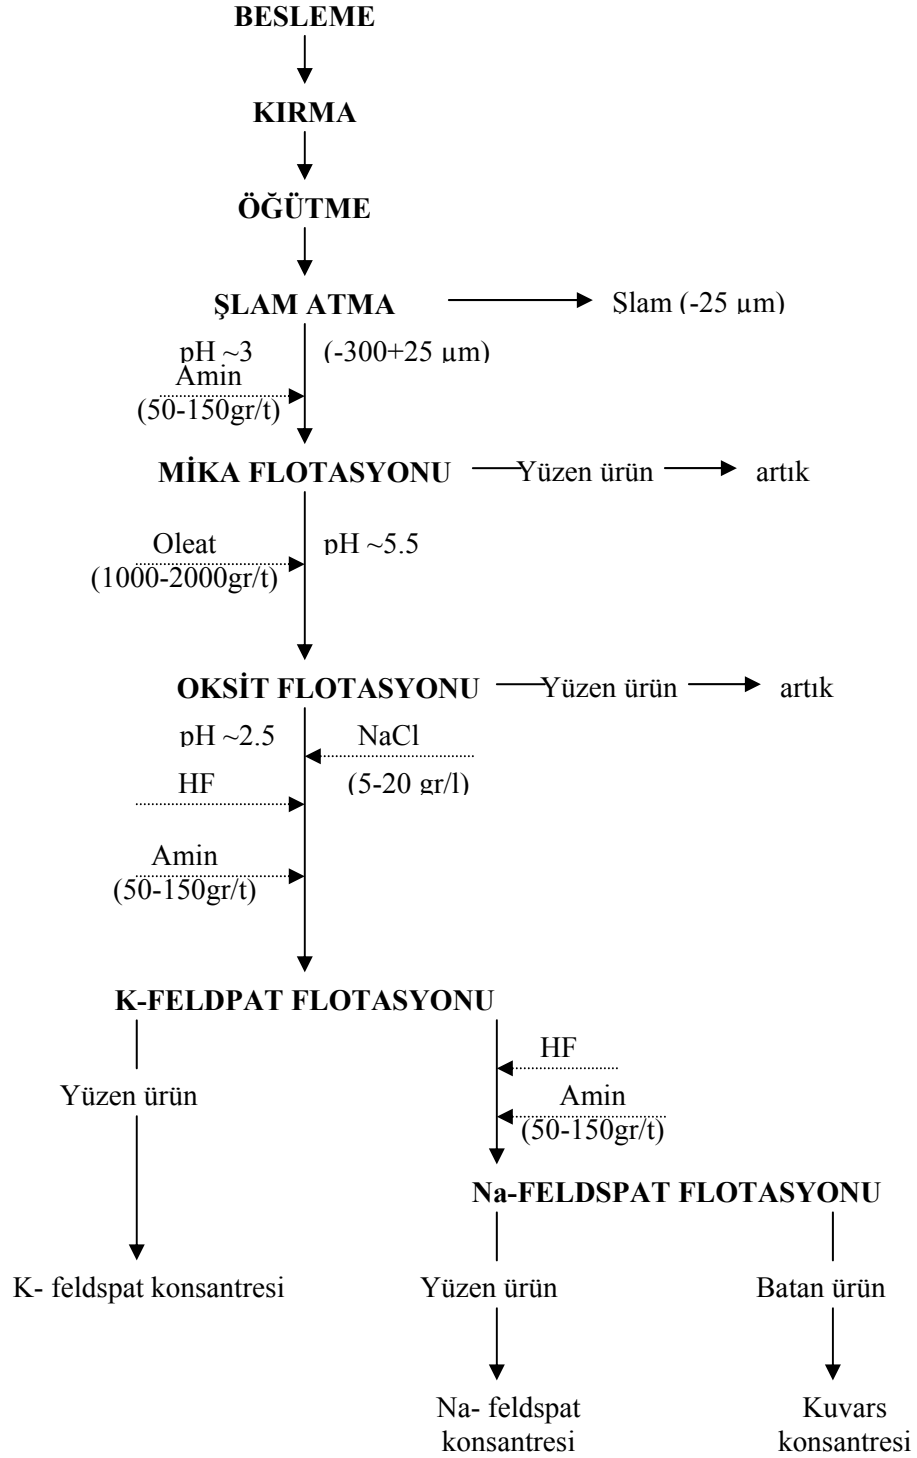 BESLEME
KIRMA
ÖĞÜTME
ŞLAM ATMA
Slam (-25 µm)
pH ~3
(-300+25 µm)
Amin
(50-150gr/t)
MİKA FLOTASYONU
Yüzen ürün
artık
Oleat
pH ~5.5
(1000-2000gr/t)
OKSİT FLOTASYONU
Yüzen ürün
artık
pH ~2.5
NaCl
HF
(5-20 gr/l)
Amin
(50-150gr/t)
K-FELDPAT FLOTASYONU
HF
Yüzen ürün
Amin
(50-150gr/t)
Na-FELDSPAT FLOTASYONU
K- feldspat konsantresi
Yüzen ürün
Batan ürün
Na- feldspat
konsantresi
Kuvars
konsantresi